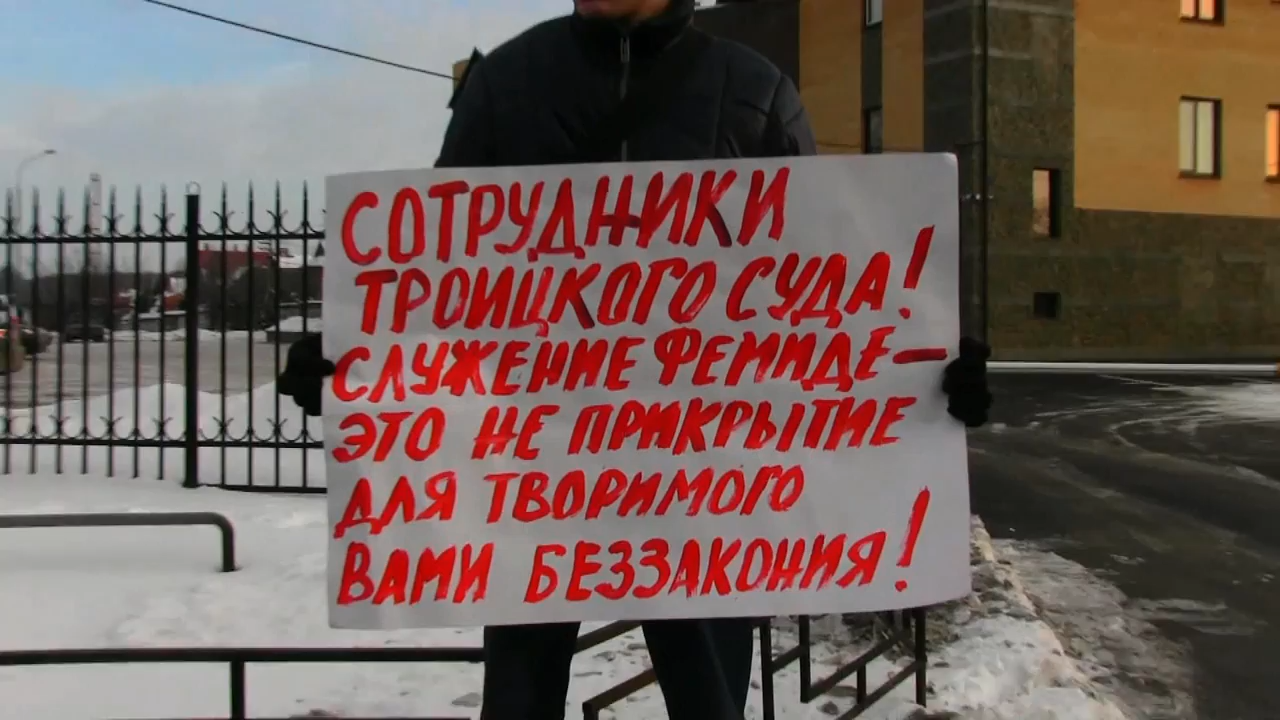 СОТРУДНИКИ
ТРОИЦКОГО СУДА!
СЛУЖЕНИЕ ФЕМИДЕ—
ЭТО НЕ ПРИКРЫТИЕ
ДЛЯ ТВОРИМОГО
ВАМИ БЕЗЗАКОНИЯ!